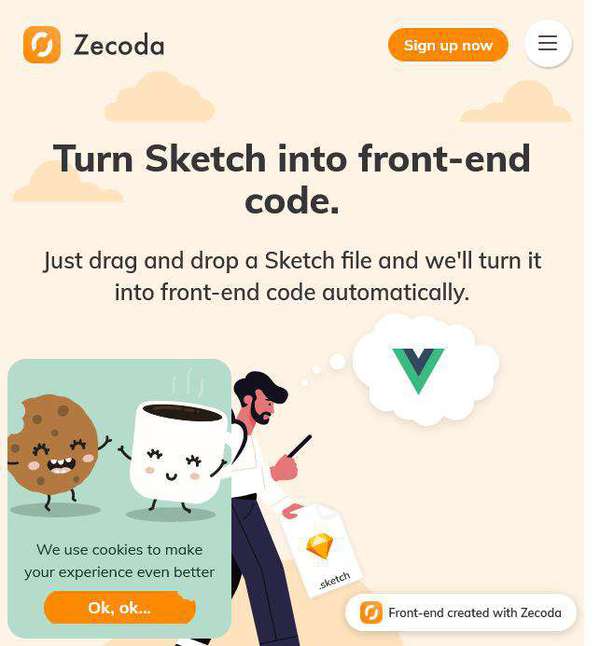 Zecoda
Sign up now
Turn Sketch into front-end
code.
Just drag and drop a Sketch file and we'll turn it
into front-end code automatically.
We use cookies to make
your experience even better
Ok, ok...
.sketch
Front-end created with Zecoda